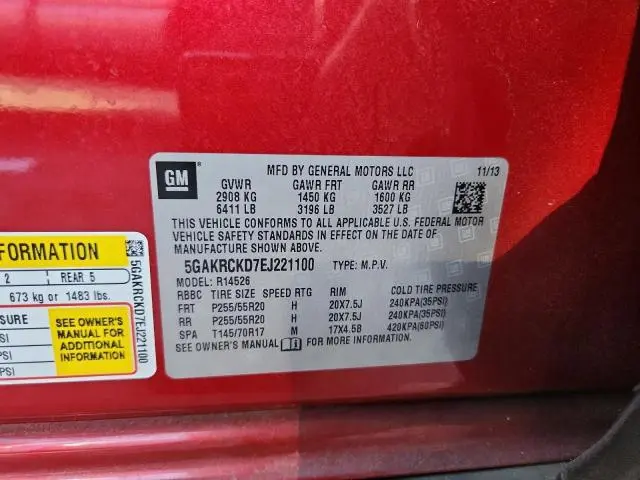 GM
MFD BY GENERAL MOTORS LLC 11/13
GVWR GAWR FRT GAWR RR
2908 KG 1450 KG 1600 KG
6411 LB 3196 LB 3527 LB
THIS VEHICLE CONFORMS TO ALL APPLICABLE U.S. FEDERAL MOTOR
VEHICLE SAFETY STANDARDS IN EFFECT ON THE DATE OF
MANUFACTURE SHOWN ABOVE.
5GAKRCKD7EJ221100 TYPE: M.P.V.
MODEL: R14526
RBBC TIRE SIZE SPEED RTG RIM COLD TIRE PRESSURE
FRT P255/55R20 H 20X7.5J 240KPA(35PSI)
RR P255/55R20 H 20X7.5J 240KPA(35PSI)
SPA T145/70R17 M 17X4.5B 420KPA(60PSI)
SEE OWNER'S MANUAL FOR MORE INFORMATION
FORMATION
2 REAR 5
673 kg or 1483 lbs.
SURE
PSI
PSI
PSI
SEE OWNER'S
MANUAL FOR
ADDITIONAL
INFORMATION
5GAKRCKD7EJ221100